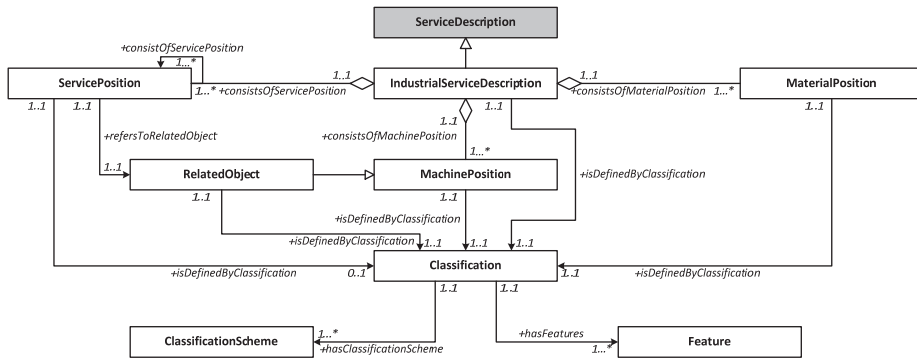 ServiceDescription
+consistOfServicePosition
1...*
ServicePosition
1...*
+consistsOfServicePosition
1..1
IndustrialServiceDescription
1..1
+consistsOfMaterialPosition
1...*
MaterialPosition
1..1
1..1
1..1
1..1
1..1
+consistsOfMachinePosition
+refersToRelatedObject
1...*
1..1
RelatedObject
MachinePosition
+isDefinedByClassification
1..1
1..1
+isDefinedByClassification
+isDefinedByClassification
1..1
1..1
1..1
+isDefinedByClassification
0..1
Classification
1..1
+isDefinedByClassification
1..1
1..1
1...*
+hasClassificationScheme
ClassificationScheme
+hasFeatures
1...*
Feature